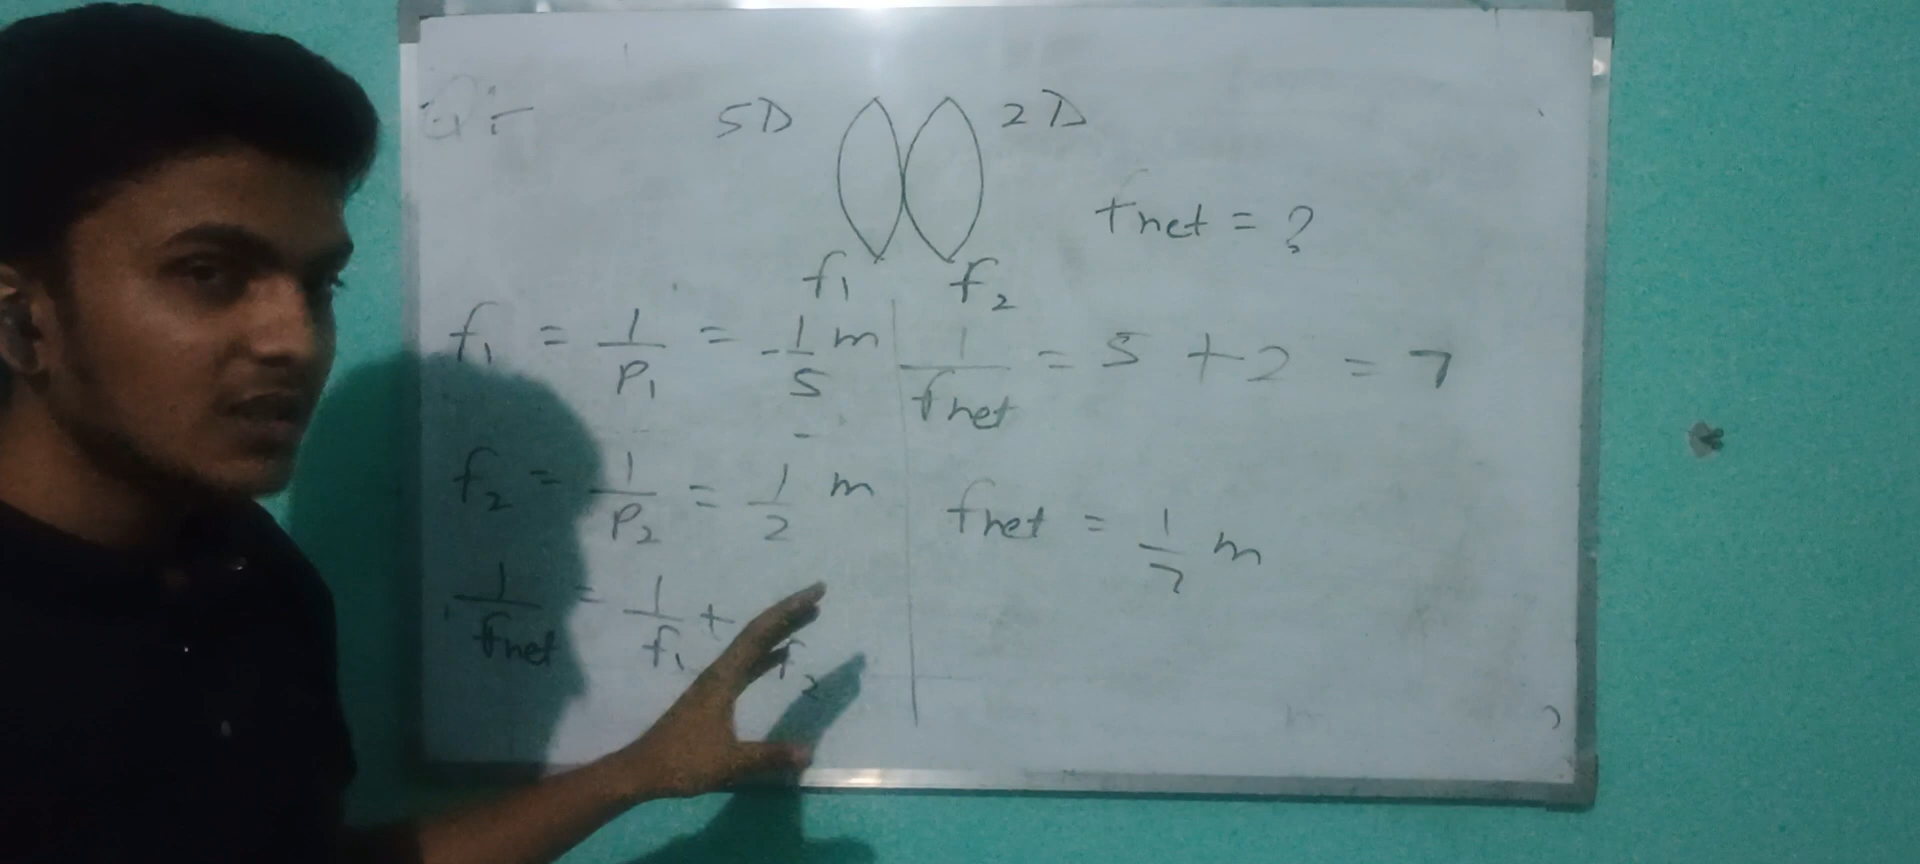 Q:-
5D 2D
fnet = ?
f1 f2
f1 = 1/P1 = 1/5 m
f2 = 1/P2 = 1/2 m
1/fnet = 1/f1 + f2
1/fnet = 5 + 2 = 7
fnet = 1/7 m